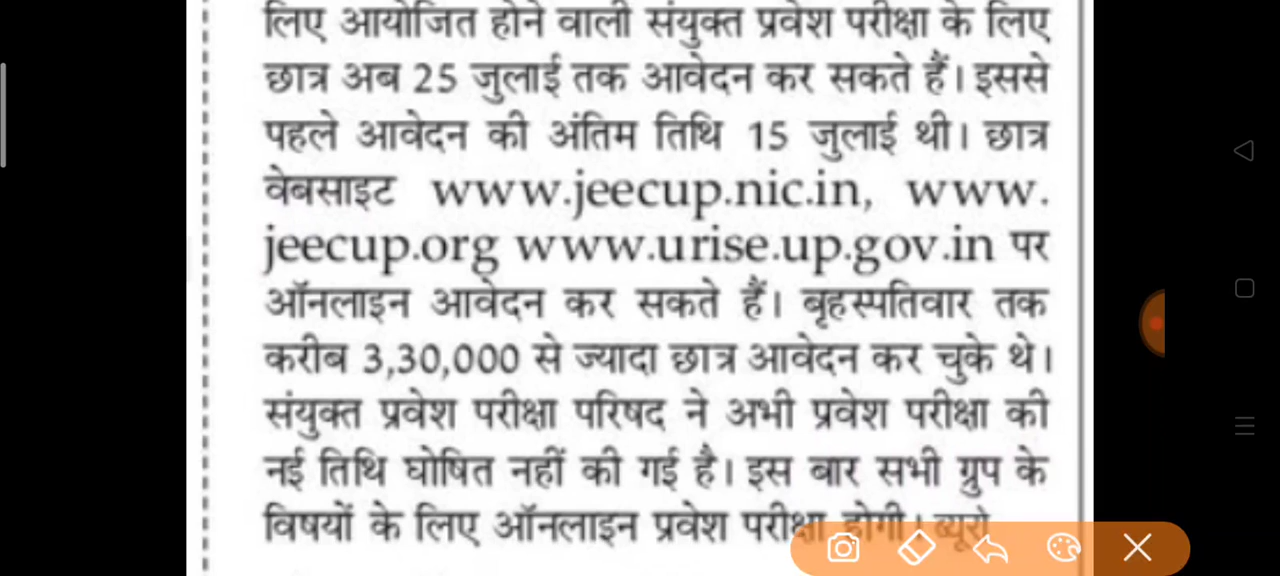 लिए आयोजित होने वाली संयुक्त प्रवेश परीक्षा के लिए
छात्र अब 25 जुलाई तक आवेदन कर सकते हैं। इससे
पहले आवेदन की अंतिम तिथि 15 जुलाई थी। छात्र
वेबसाइट www.jeecup.nic.in, www.
jeecup.org www.urise.up.gov.in पर
ऑनलाइन आवेदन कर सकते हैं। बृहस्पतिवार तक
करीब 3,30,000 से ज्यादा छात्र आवेदन कर चुके थे।
संयुक्त प्रवेश परीक्षा परिषद ने अभी प्रवेश परीक्षा की
नई तिथि घोषित नहीं की गई है। इस बार सभी ग्रुप के
विषयों के लिए ऑनलाइन प्रवेश परीक्षा होगी। ब्यूरो